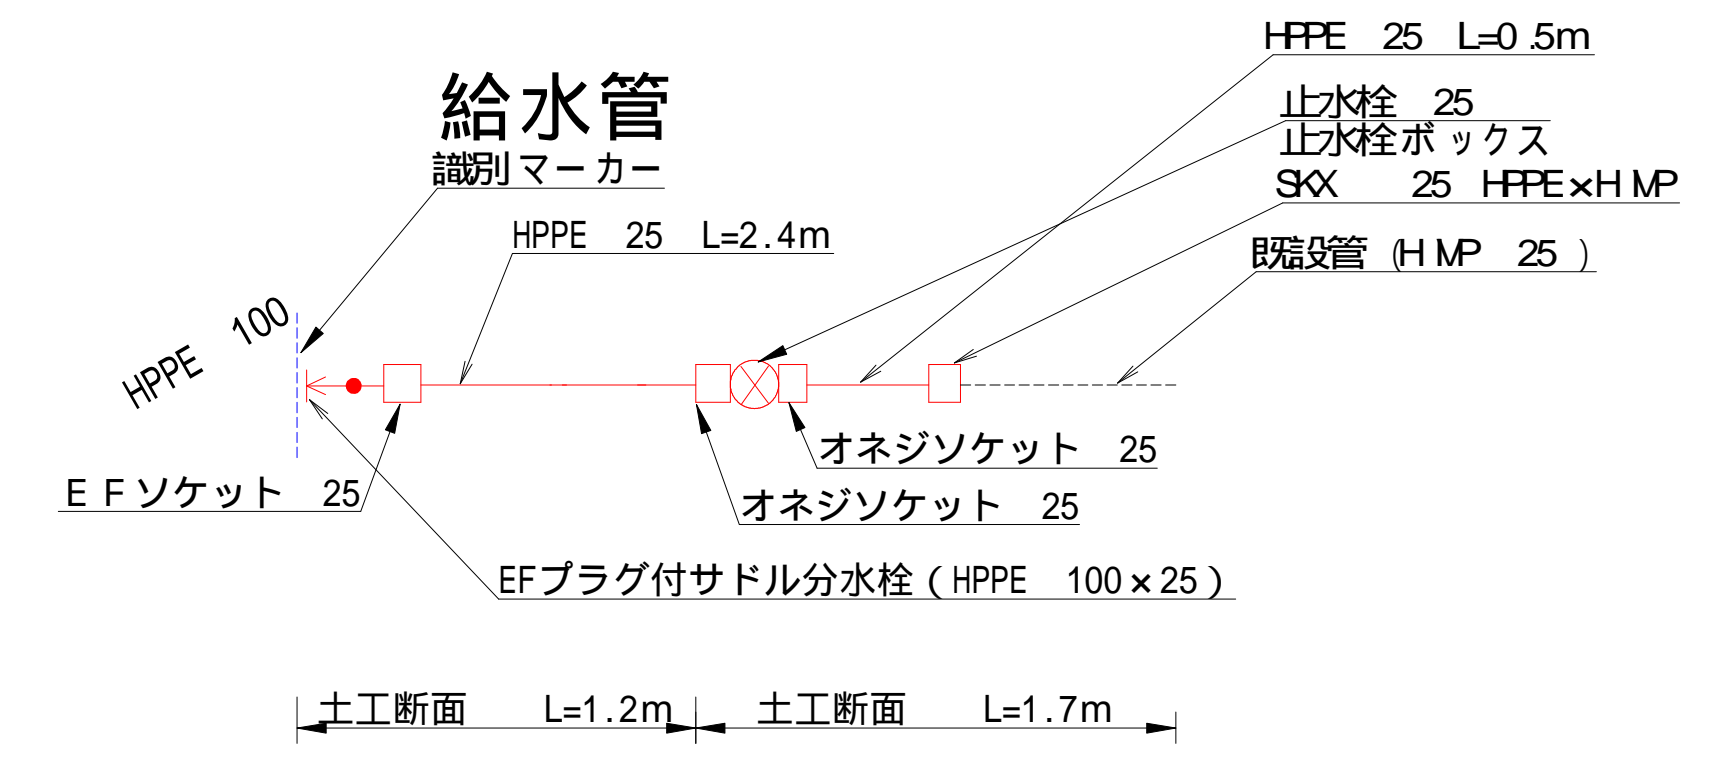 HPPE 25 L=0.5m
給水管
止水栓 25
止水栓ボックス
識別マーカー
SKX 25 HPPE×HIVP
HPPE 25 L=2.4m
既設管 (HIVP 25 )
HPPE 100
オネジソケット 25
EFソケット 25
オネジソケット 25
EFプラグ付サドル分水栓(HPPE 100×25)
土工断面 L=1.2m
土工断面 L=1.7m